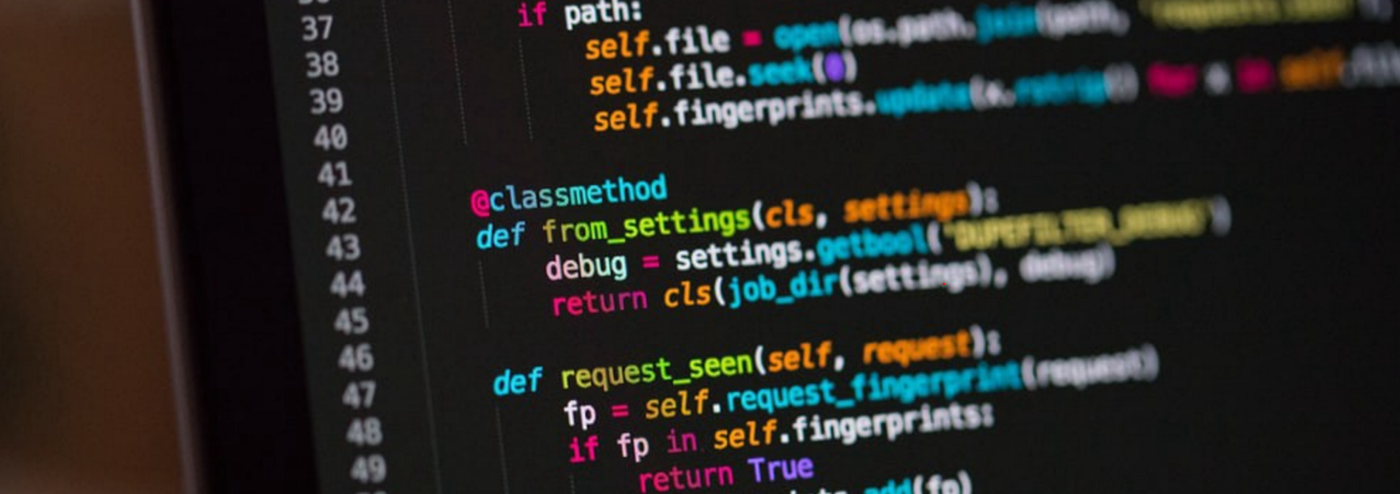 37 if path:
38 self.file = open(os.path.join(path,
39 self.file.seek(0)
40 self.fingerprints.update(x.rstrip() for x in self.
41
42 @classmethod
43 def from_settings(cls, settings):
44 debug = settings.getbool('DUPEFILTER_DEBUG')
45 return cls(job_dir(settings), debug)
46
47 def request_seen(self, request):
48 fp = self.request_fingerprint(request)
49 if fp in self.fingerprints:
return True
add(fp)